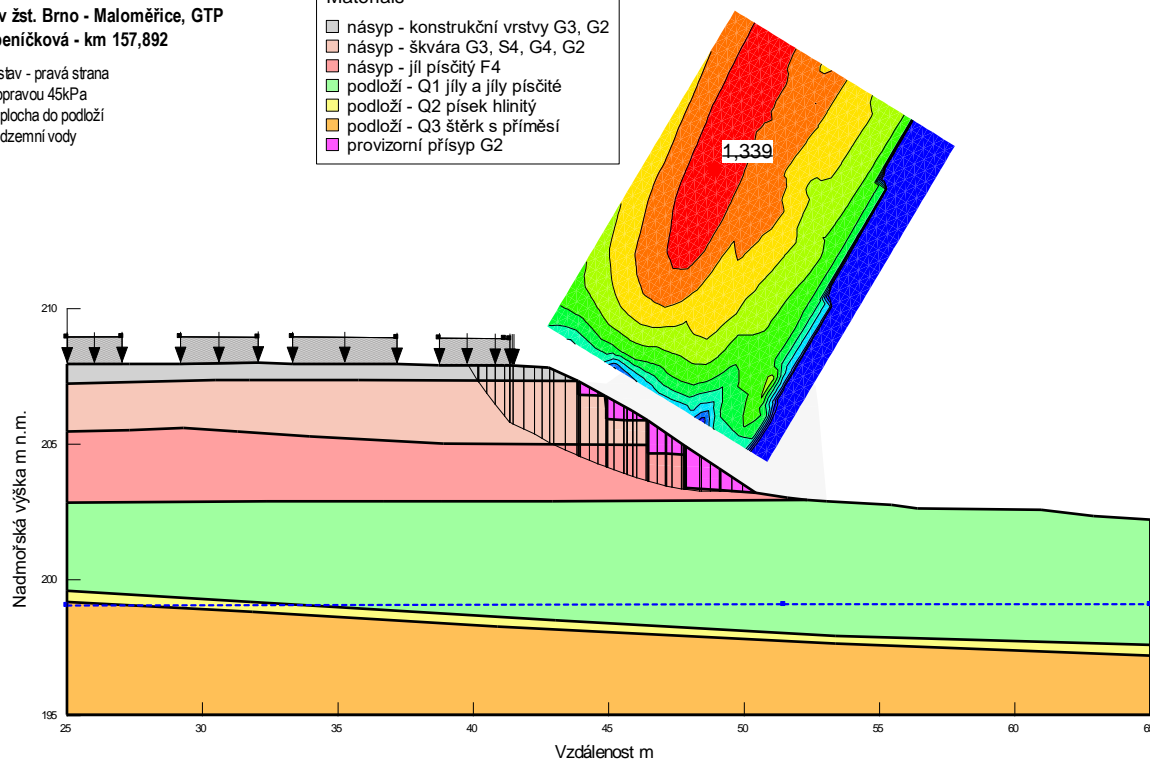 v žst. Brno - Maloměřice, GTP
eníčková - km 157,892
stav - pravá strana
opravou 45kPa
plocha do podloží
dzemní vody
Materials
násyp - konstrukční vrstvy G3, G2
násyp - škvára G3, S4, G4, G2
násyp - jíl písčitý F4
podloží - Q1 jíly a jíly písčité
podloží - Q2 písek hlinitý
podloží - Q3 štěrk s příměsí
provizorní přísyp G2
1,339
210
205
200
195
Nadmořská výška m n.m.
25 30 35 40 45 50 55 60
Vzdálenost m